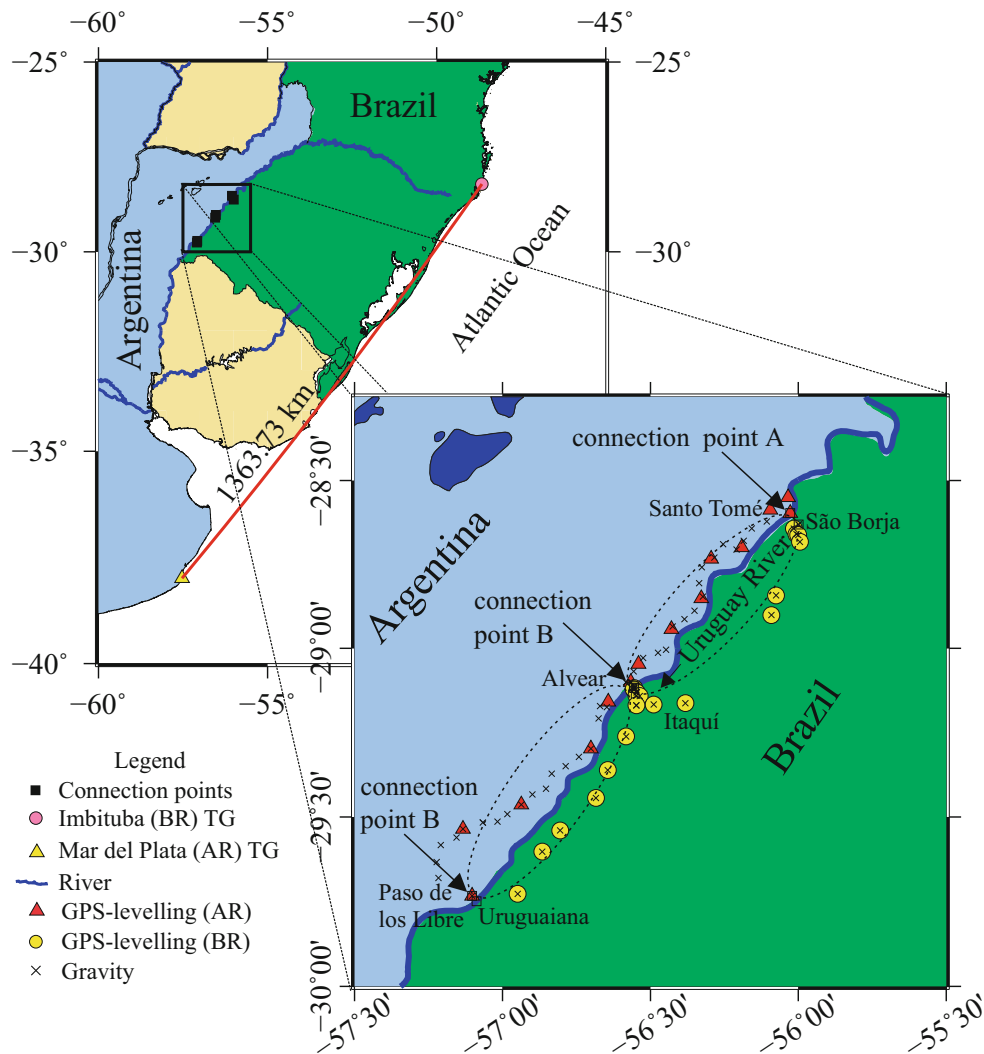 −60° −55° −50° −45°
−25° −25°
Brazil
−30° −30°
Argentina
Atlantic Ocean
1363.73 km
−35°
−40°
−55°
connection point A
−28°30'
Santo Tomé
São Borja
Argentina
Uruguay River
connection
point B
−29°00'
Alvear
Itaquí
Brazil
connection
point B
−29°30'
Paso de
los Libre
Uruguaiana
−30°00'
−57°30' −57°00' −56°30' −56°00' −55°30'
Legend
Connection points
Imbituba (BR) TG
Mar del Plata (AR) TG
River
GPS-levelling (AR)
GPS-levelling (BR)
Gravity